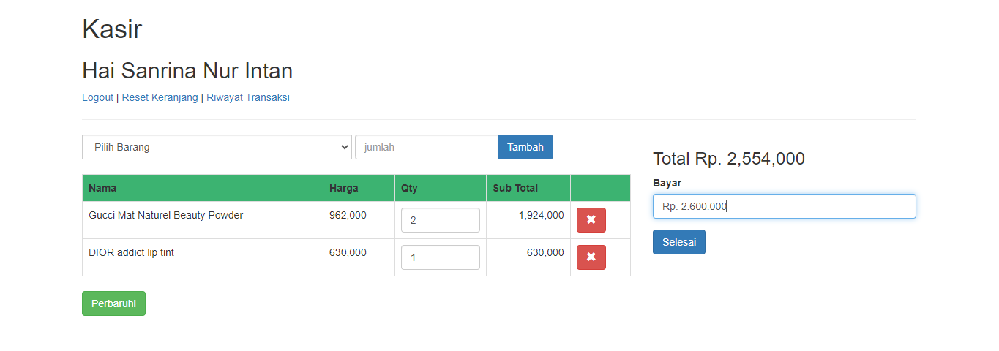 Kasir
Hai Sanrina Nur Intan
Logout | Reset Keranjang | Riwayat Transaksi
Pilih Barang jumlah Tambah
Nama Harga Qty Sub Total
Gucci Mat Naturel Beauty Powder 962,000 2 1,924,000
DIOR addict lip tint 630,000 1 630,000
Perbaruhi
Total Rp. 2,554,000
Bayar
Rp. 2.600.000
Selesai